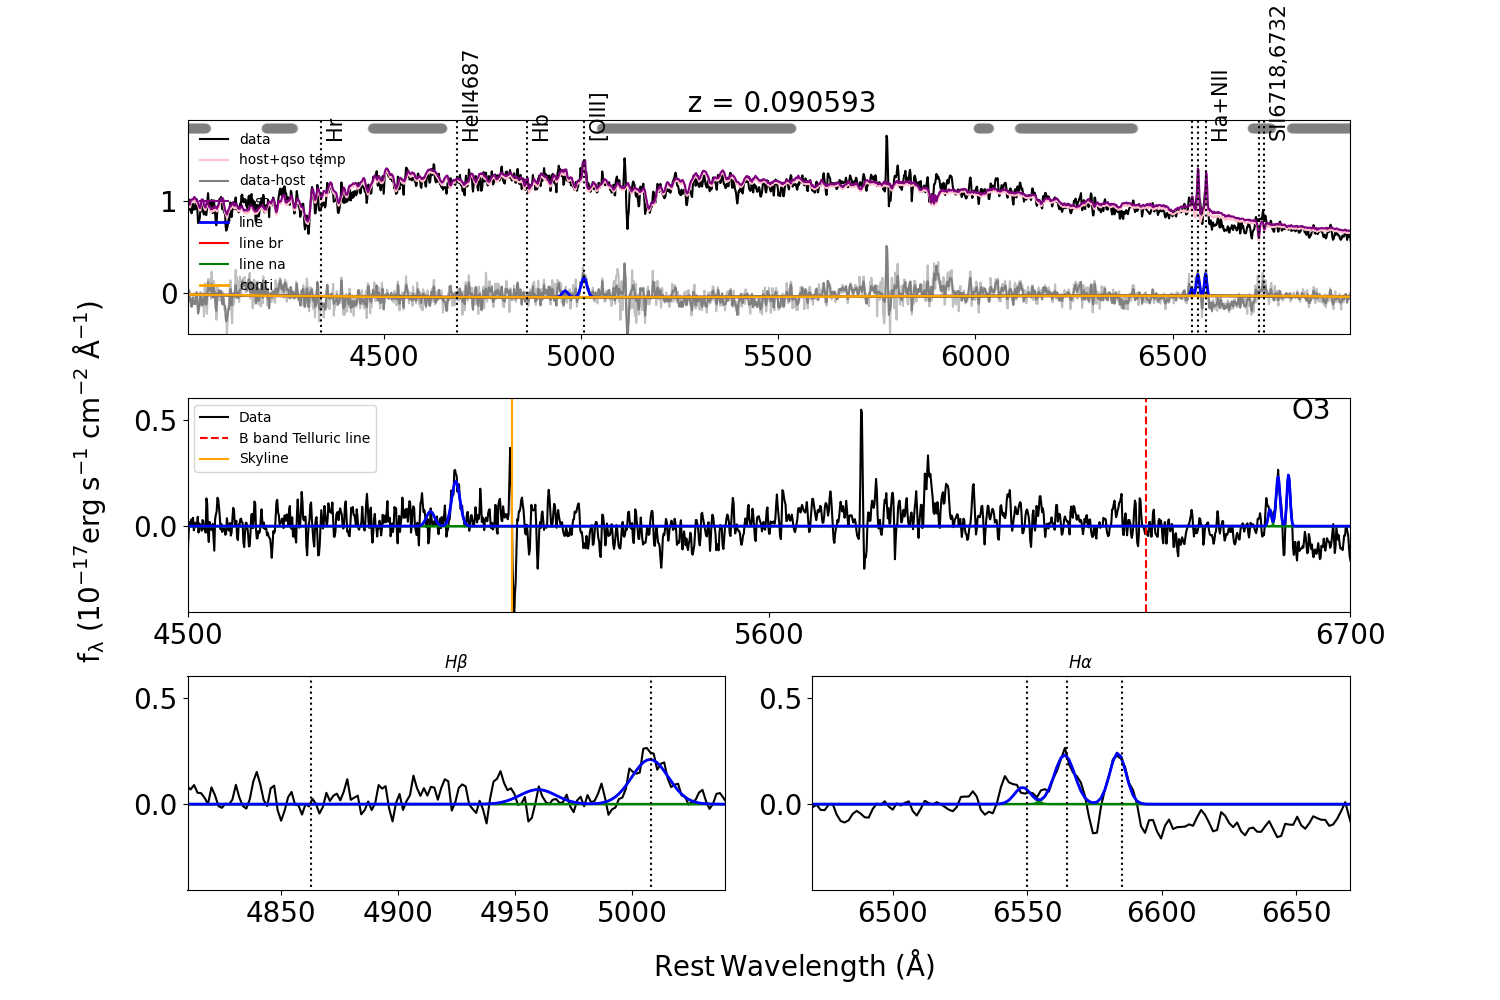 z = 0.090593
Hr
HeII4687
Hb
[OIII]
Ha+NII
SII6718,6732
data
host+qso temp
data-host
line
line br
line na
conti
1
0
4500 5000 5500 6000 6500
f_λ (10^−17 erg s^−1 cm^−2 Å^−1)
O3
Data
B band Telluric line
Skyline
0.5
0.0
4500 5600 6700
Hβ
0.5
0.0
4850 4900 4950 5000
Hα
0.5
0.0
6500 6550 6600 6650
Rest Wavelength (Å)